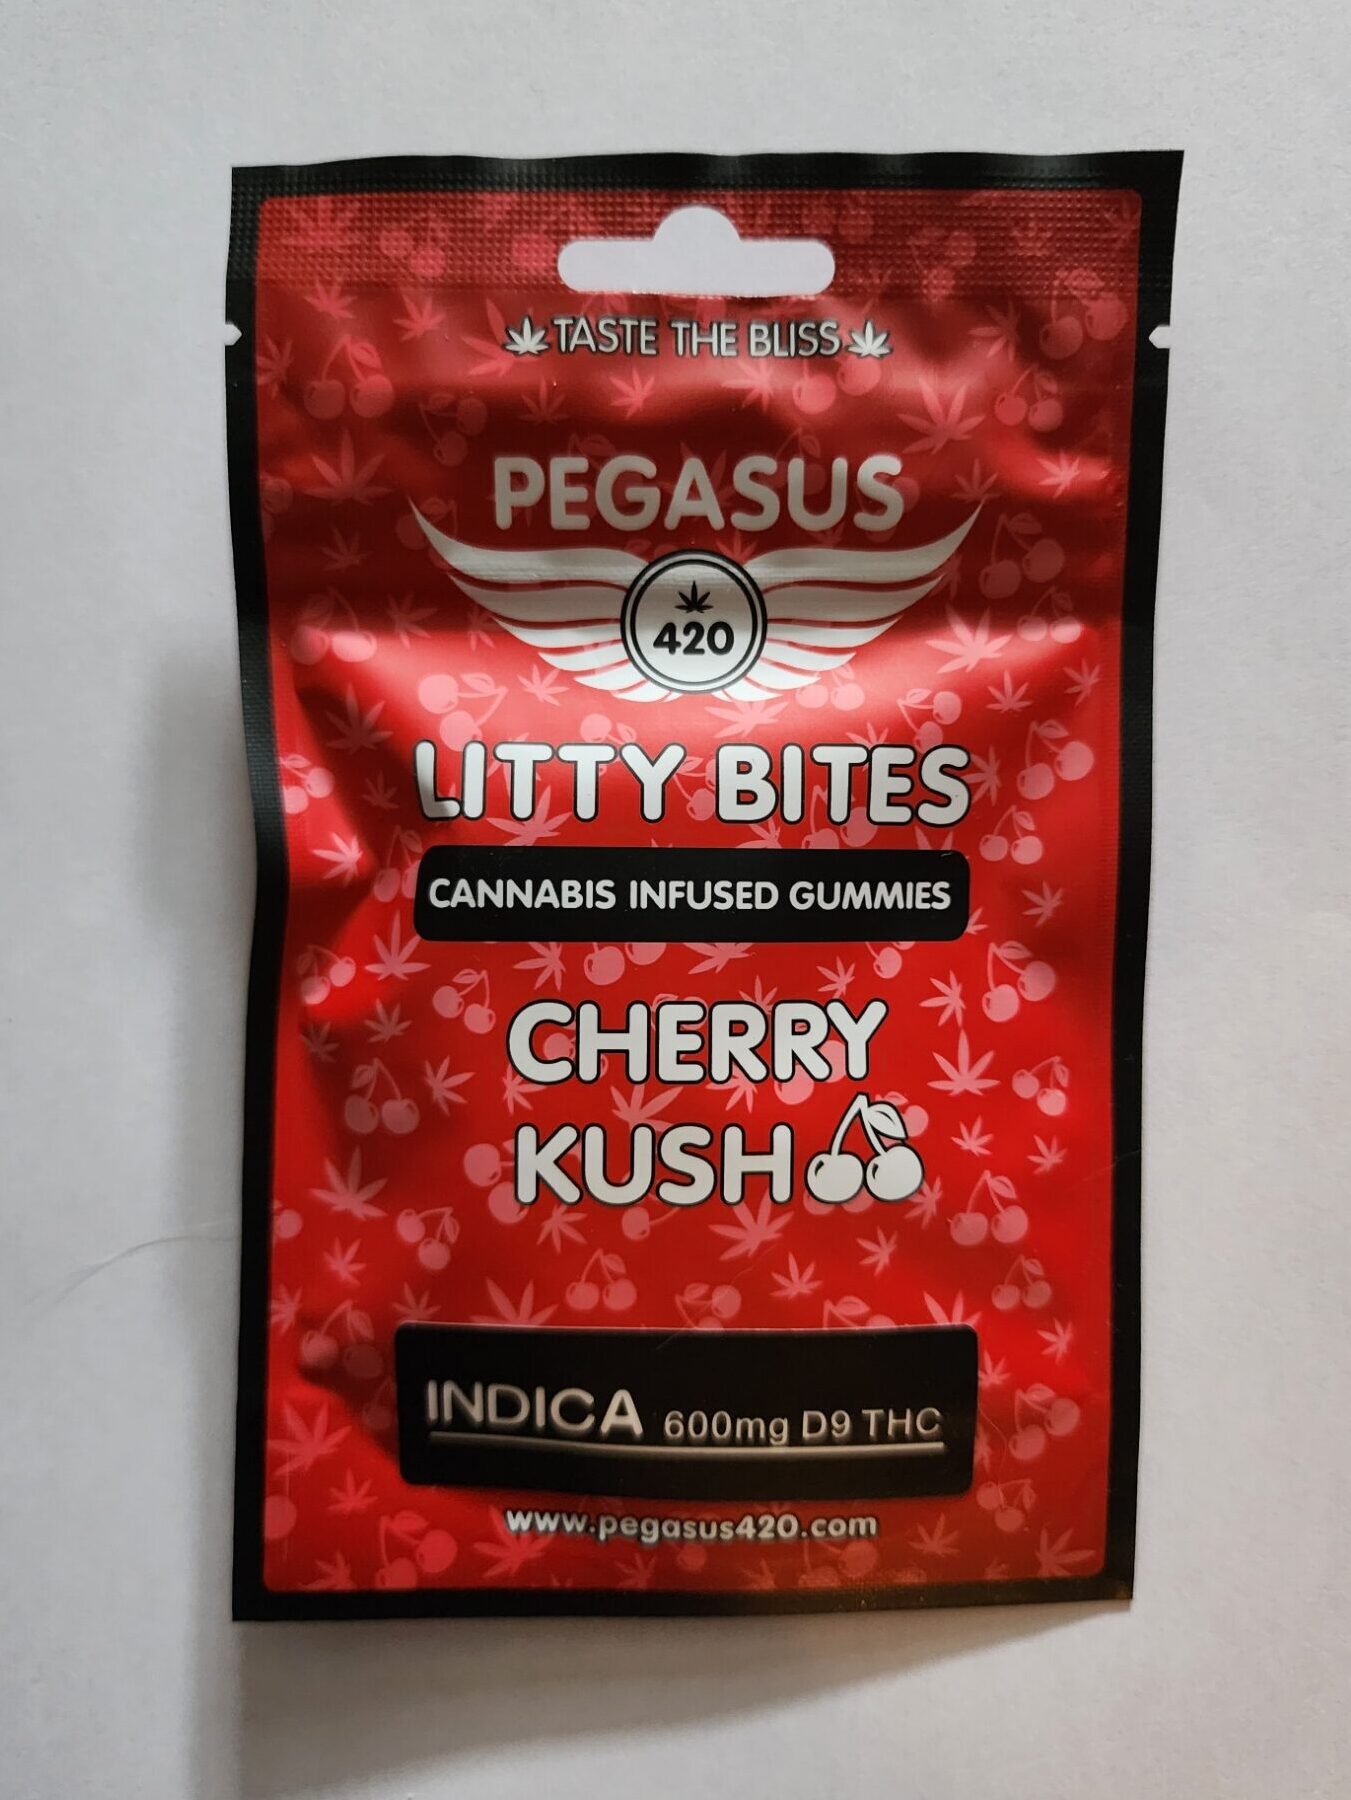 TASTE THE BLISS
PEGASUS
420
LITTY BITES
CANNABIS INFUSED GUMMIES
CHERRY
KUSH
INDICA 600mg D9 THC
www.pegasus420.com